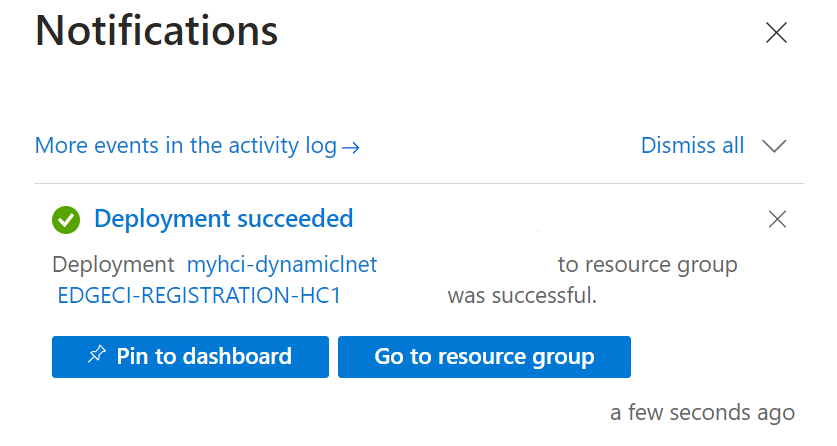 Notifications
More events in the activity log→
Dismiss all
Deployment succeeded
Deployment myhci-dynamiclnet to resource group
EDGECI-REGISTRATION-HC1 was successful.
Pin to dashboard
Go to resource group
a few seconds ago